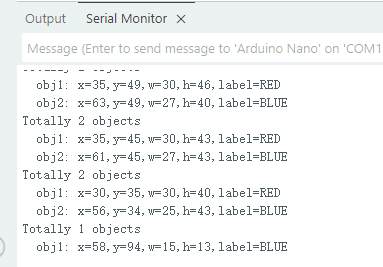 Output Serial Monitor ×
Message (Enter to send message to 'Arduino Nano' on 'COM1
obj1: x=35,y=49,w=30,h=46,label=RED
obj2: x=63,y=49,w=27,h=40,label=BLUE
Totally 2 objects
obj1: x=35,y=45,w=30,h=43,label=RED
obj2: x=61,y=45,w=27,h=43,label=BLUE
Totally 2 objects
obj1: x=30,y=35,w=30,h=40,label=RED
obj2: x=56,y=34,w=25,h=43,label=BLUE
Totally 1 objects
obj1: x=58,y=94,w=15,h=13,label=BLUE